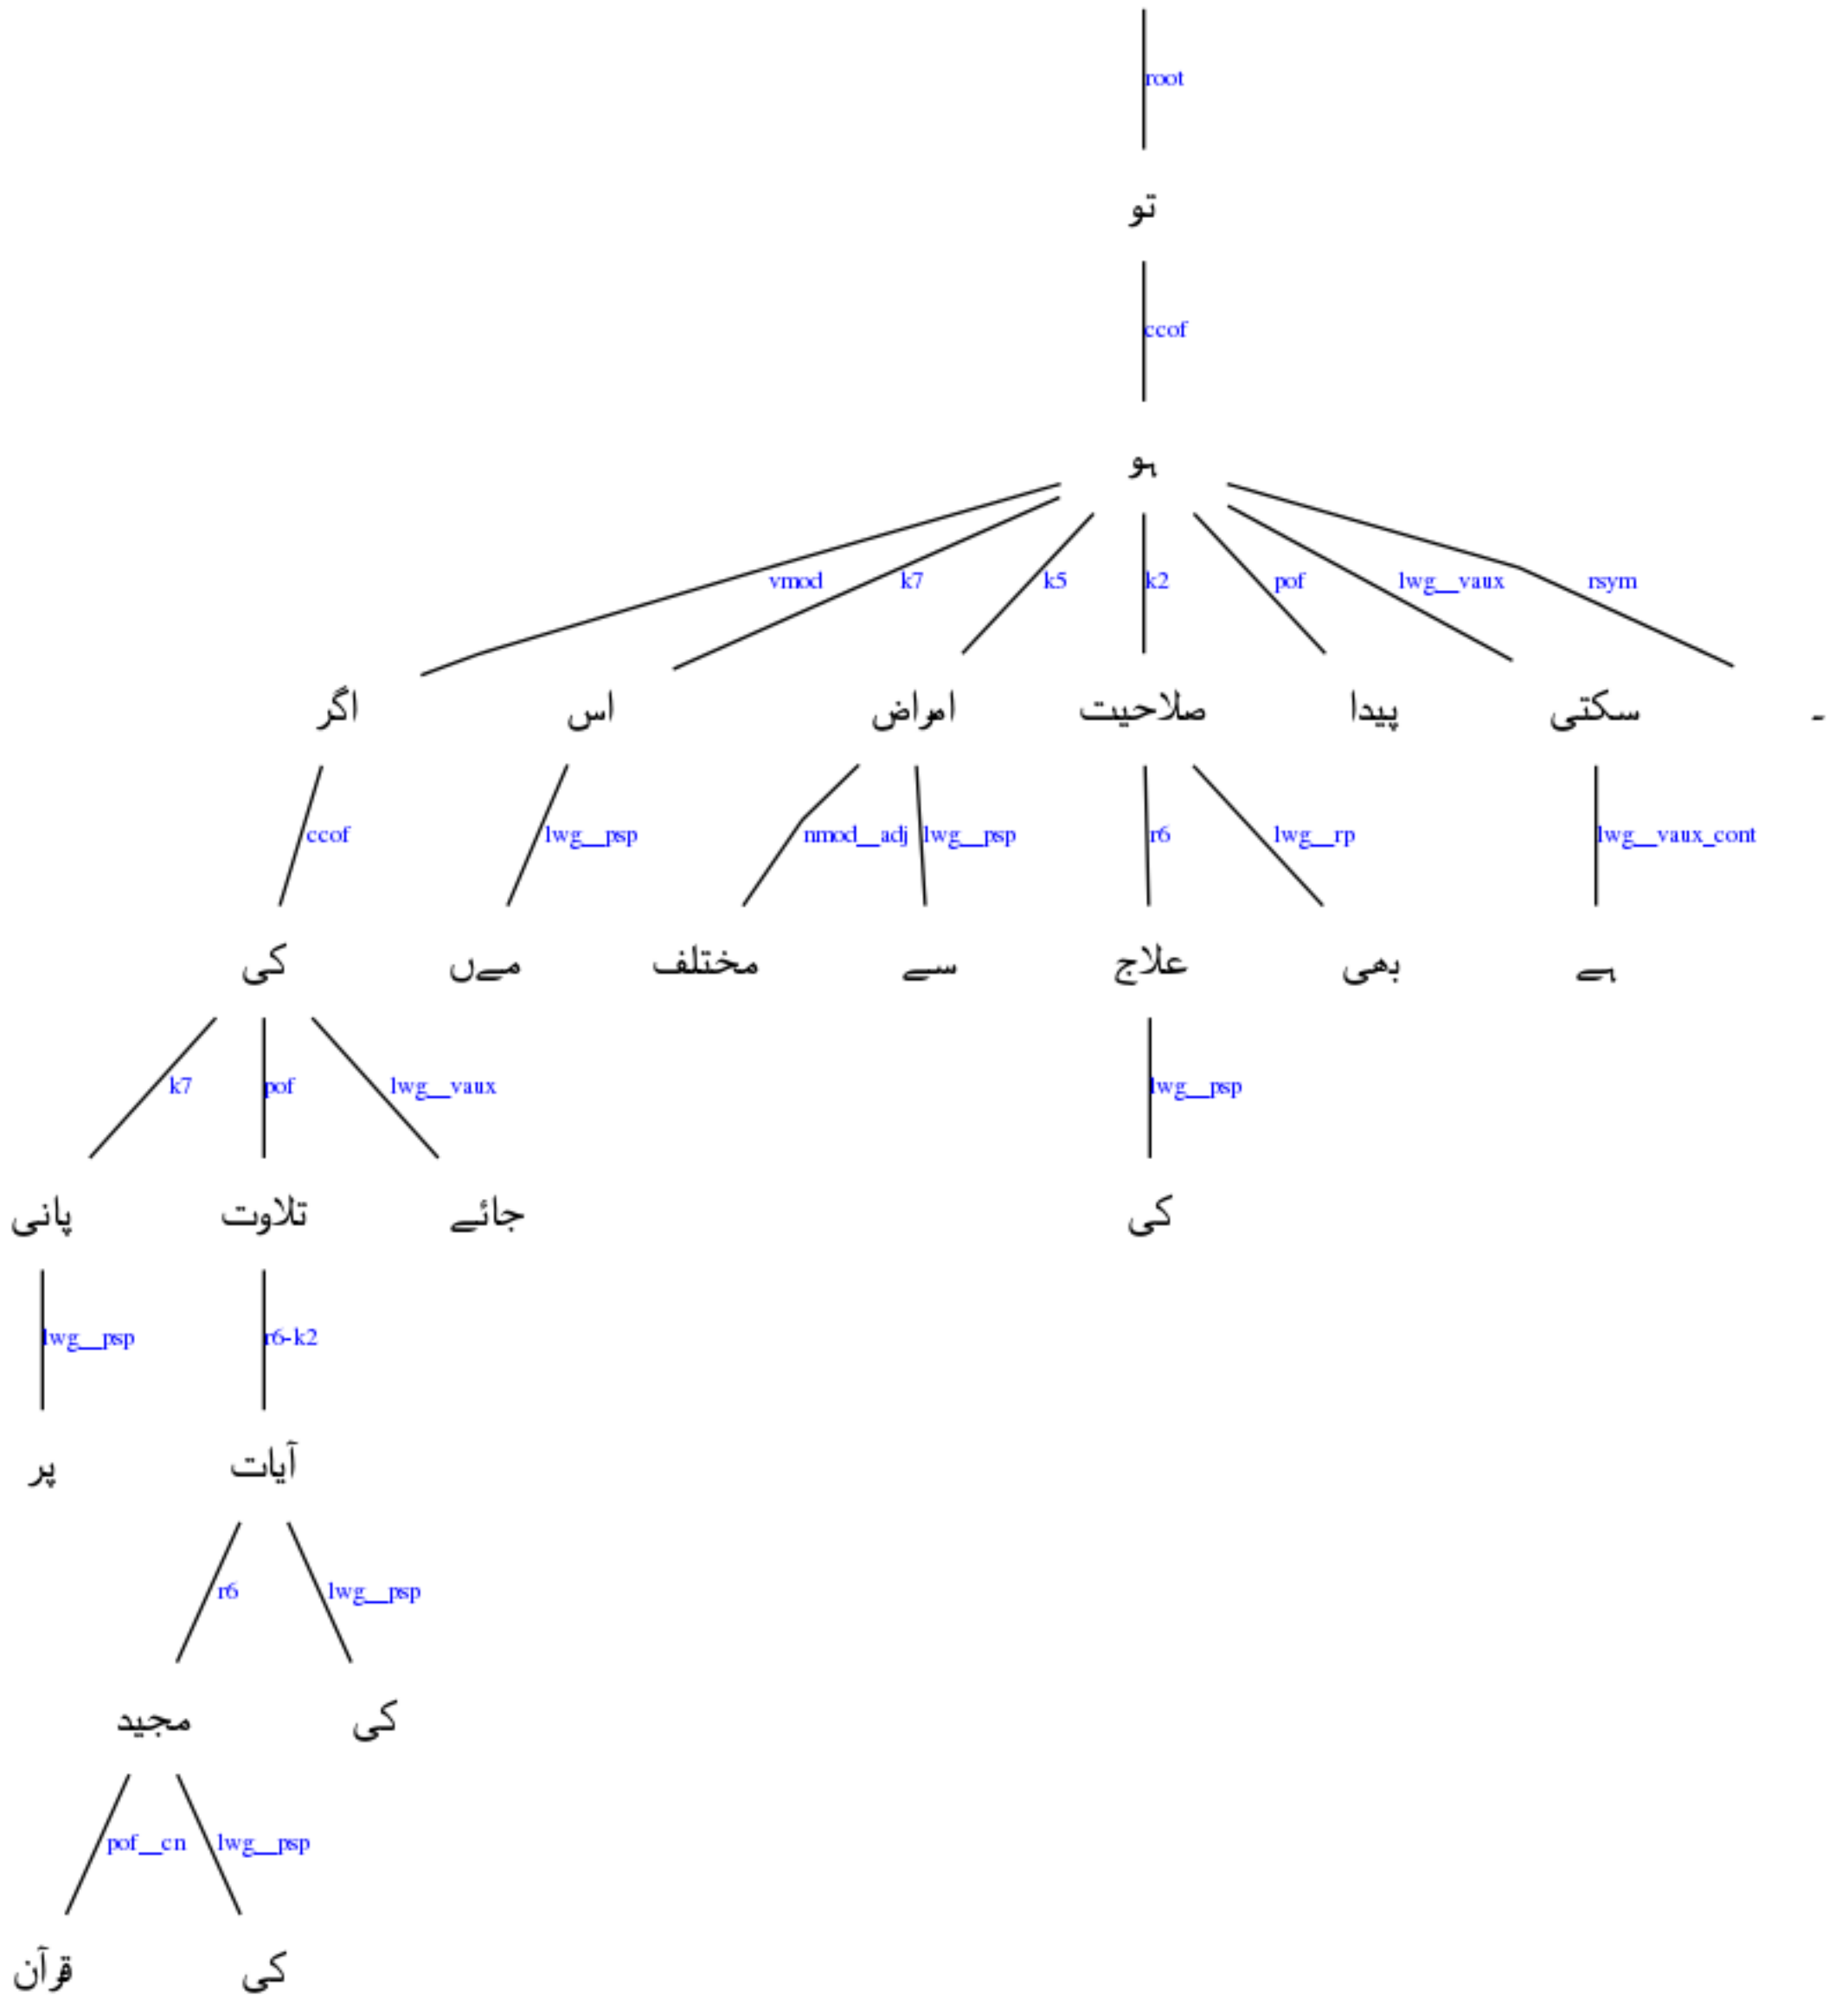 root
تو
ccof
ہو
vmod k7 k5 k2 pof lwg__vaux rsym
اگر اس امراض صلاحیت پیدا سکتی ۔
ccof lwg__psp nmod__adj lwg__psp r6 lwg__rp lwg__vaux_cont
کی مےں مختلف سے علاج بھی ہے
k7 pof lwg__vaux lwg__psp
پانی تلاوت جائے کی
lwg__psp r6-k2
پر آیات
r6 lwg__psp
مجید کی
pof__cn lwg__psp
قرآن کی